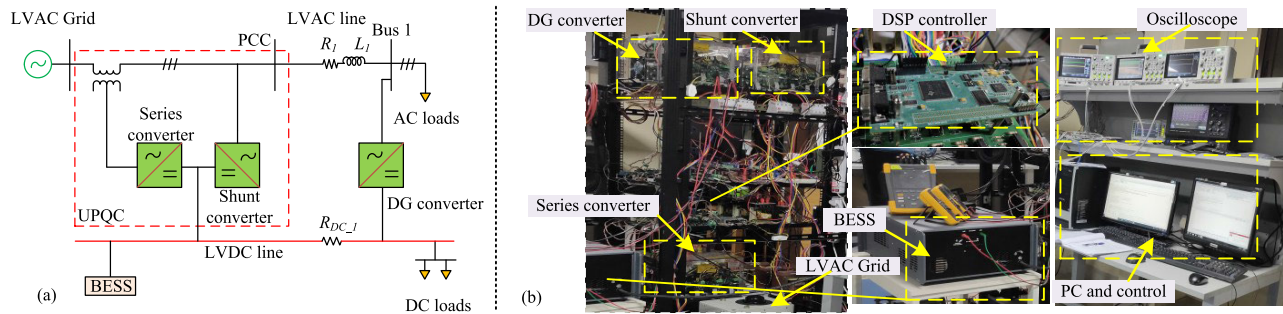 LVAC Grid
PCC
LVAC line
R1 L1
Bus 1
AC loads
Series
converter
Shunt
converter
UPQC
DG converter
RDC_1
LVDC line
BESS
DC loads
(a)
DG converter
Shunt converter
DSP controller
Oscilloscope
Series converter
BESS
LVAC Grid
PC and control
(b)